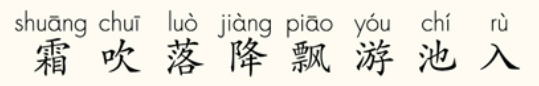 shuāng chuī luò jiàng piāo yóu chí rù
霜 吹 落 降 飘 游 池 入